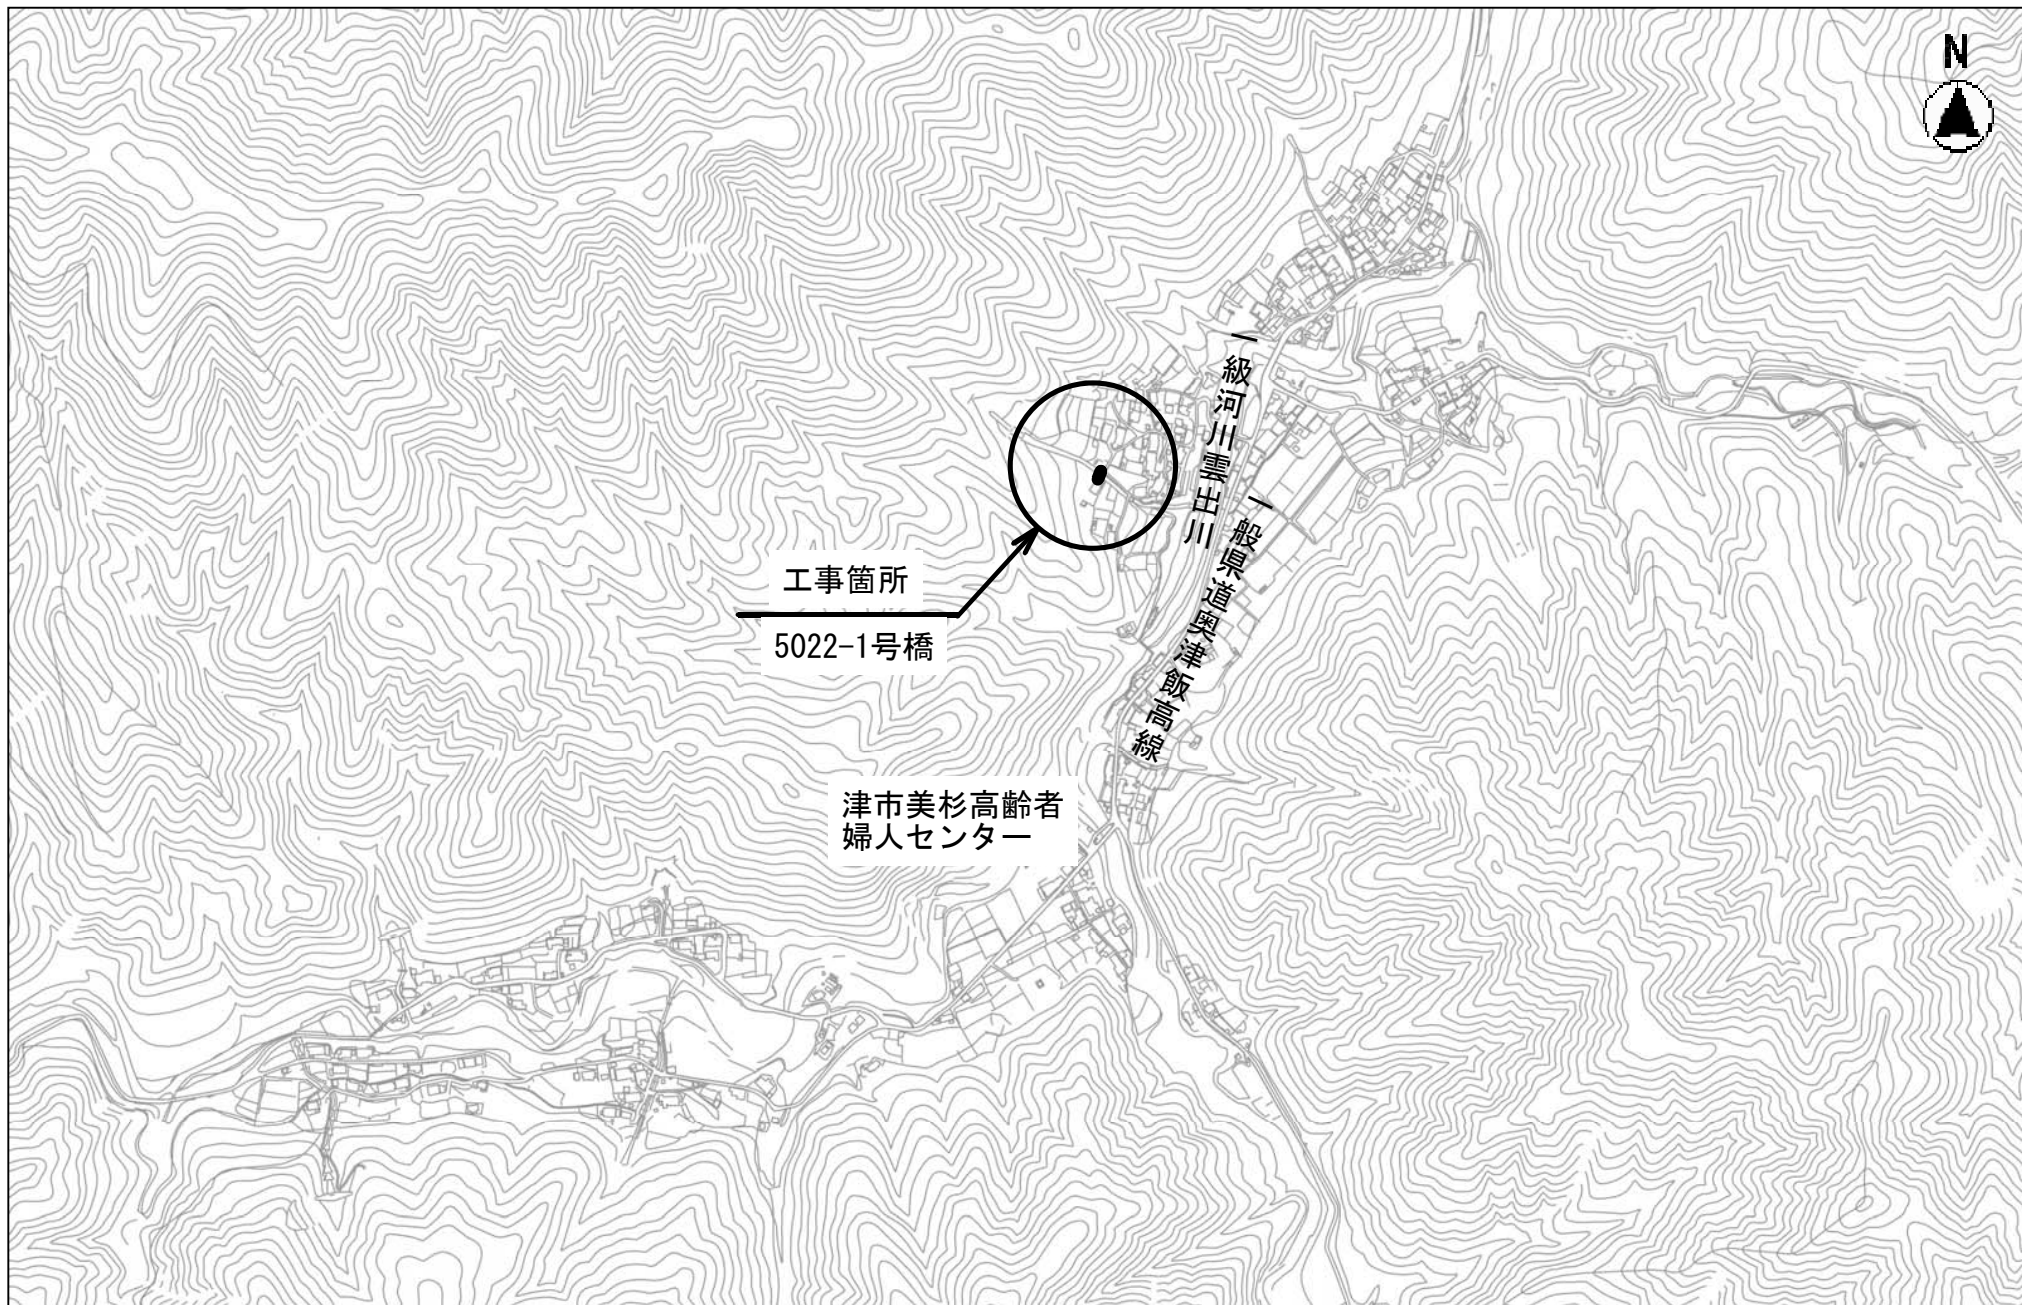 N
一級河川雲出川
一般県道奥津飯高線
工事箇所
5022-1号橋
津市美杉高齢者
婦人センター